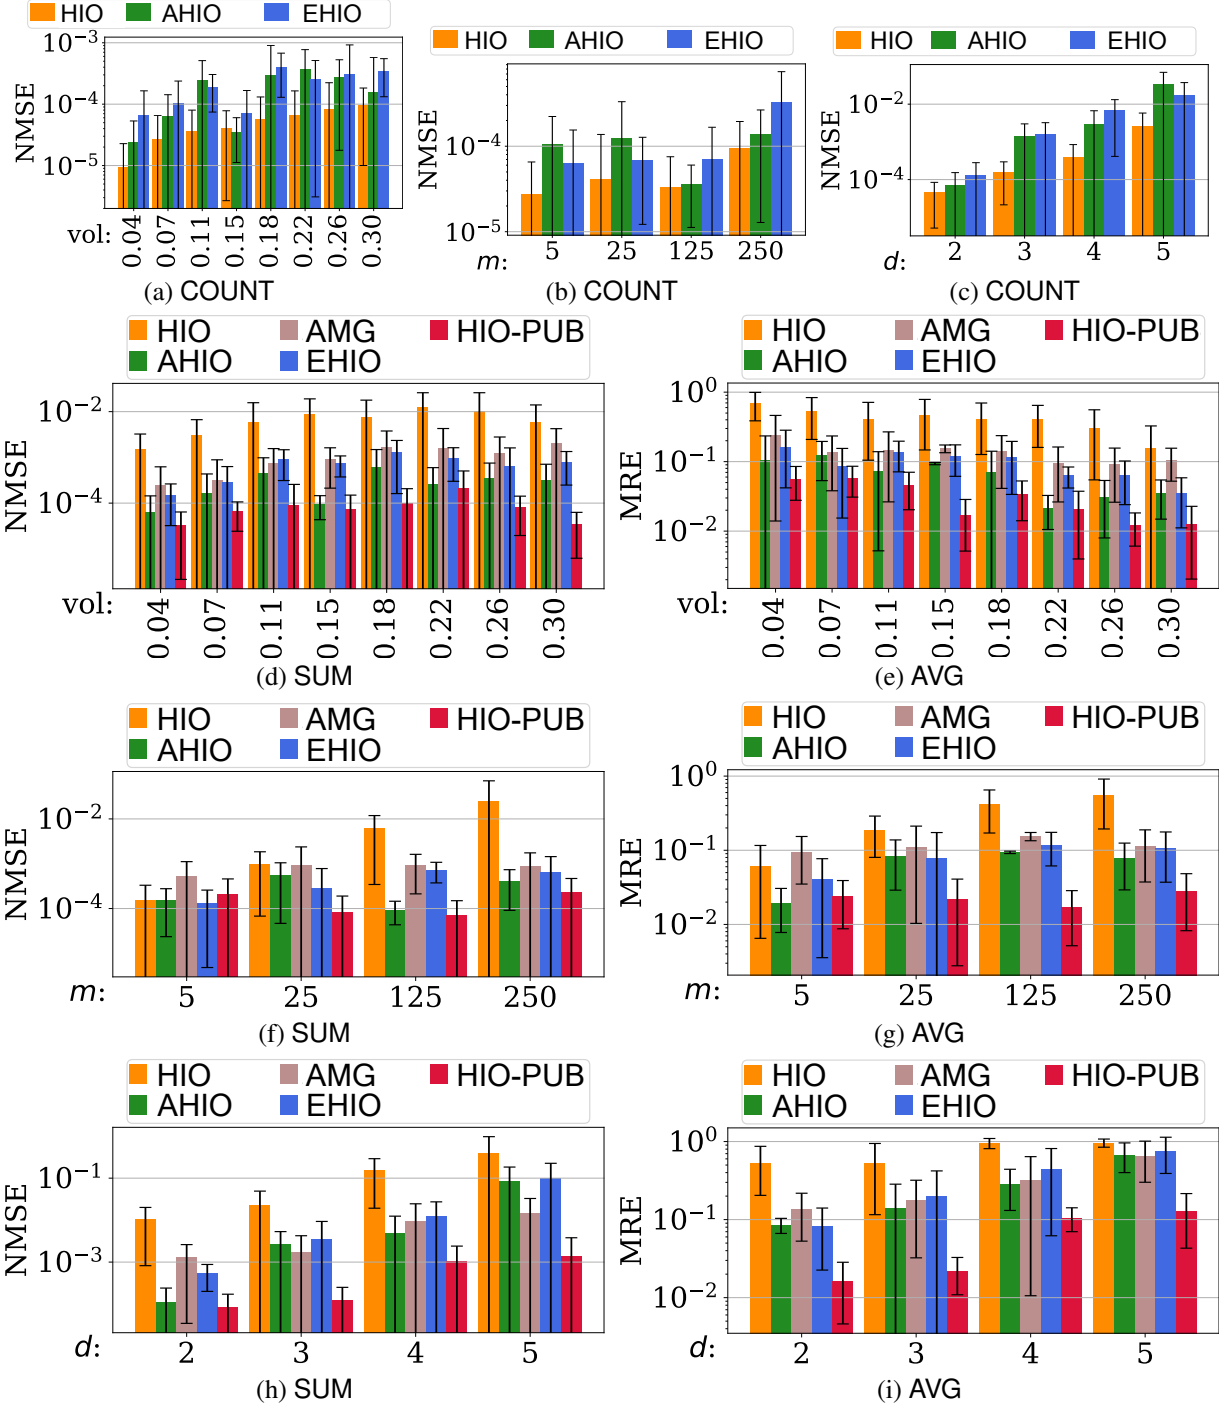 HIO AHIO EHIO
NMSE
10⁻³
10⁻⁴
10⁻⁵
vol: 0.04 0.07 0.11 0.15 0.18 0.22 0.26 0.30
(a) COUNT
HIO AHIO EHIO
NMSE
10⁻⁴
10⁻⁵
m: 5 25 125 250
(b) COUNT
HIO AHIO EHIO
NMSE
10⁻²
10⁻⁴
d: 2 3 4 5
(c) COUNT
HIO AMG HIO-PUB
AHIO EHIO
NMSE
10⁻²
10⁻⁴
vol: 0.04 0.07 0.11 0.15 0.18 0.22 0.26 0.30
(d) SUM
HIO AMG HIO-PUB
AHIO EHIO
MRE
10⁰
10⁻¹
10⁻²
vol: 0.04 0.07 0.11 0.15 0.18 0.22 0.26 0.30
(e) AVG
HIO AMG HIO-PUB
AHIO EHIO
NMSE
10⁻²
10⁻⁴
m: 5 25 125 250
(f) SUM
HIO AMG HIO-PUB
AHIO EHIO
MRE
10⁰
10⁻¹
10⁻²
m: 5 25 125 250
(g) AVG
HIO AMG HIO-PUB
AHIO EHIO
NMSE
10⁻¹
10⁻³
d: 2 3 4 5
(h) SUM
HIO AMG HIO-PUB
AHIO EHIO
MRE
10⁰
10⁻¹
10⁻²
d: 2 3 4 5
(i) AVG